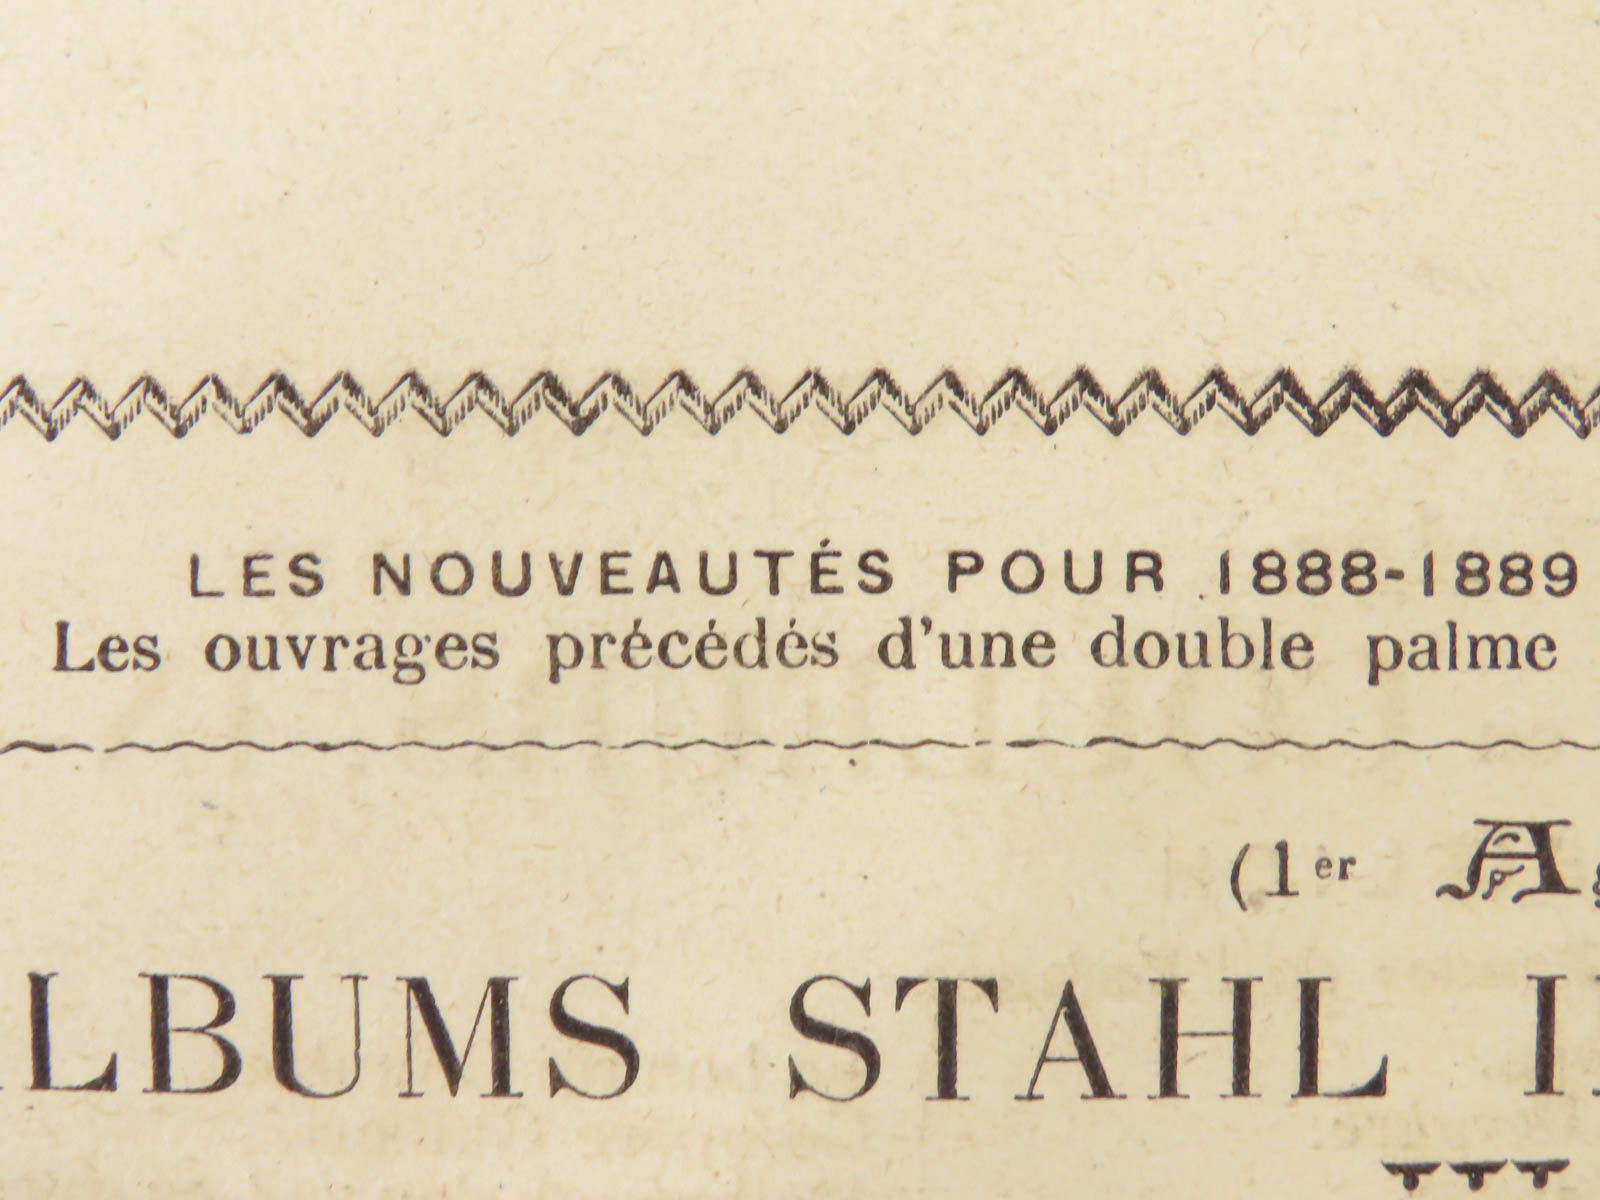 LES NOUVEAUTÉS POUR 1888-1889
Les ouvrages précédés d'une double palme
(1er
LBUMS STAHL